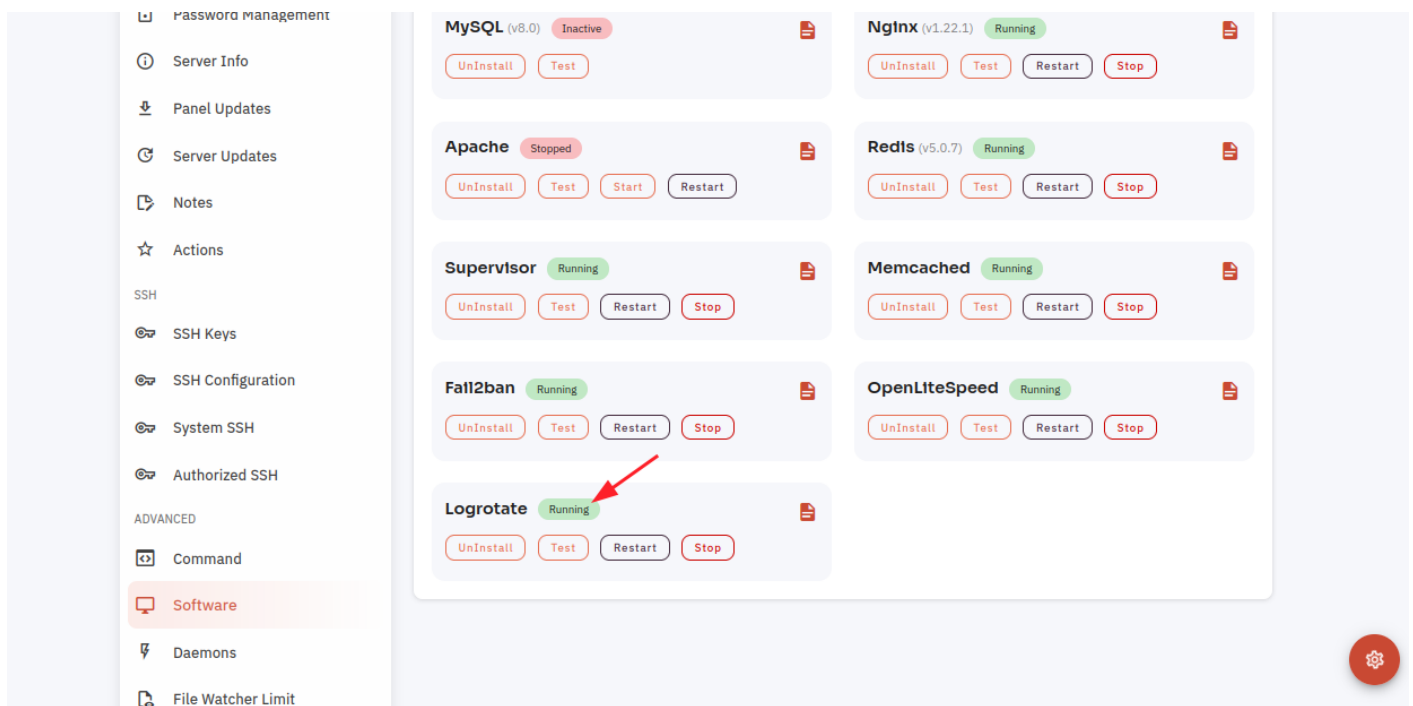 Password Management
Server Info
Panel Updates
Server Updates
Notes
Actions
SSH
SSH Keys
SSH Configuration
System SSH
Authorized SSH
ADVANCED
Command
Software
Daemons
File Watcher Limit
MySQL (v8.0) Inactive
UnInstall Test
Nginx (v1.22.1) Running
UnInstall Test Restart Stop
Apache Stopped
UnInstall Test Start Restart
Redis (v5.0.7) Running
UnInstall Test Restart Stop
Supervisor Running
UnInstall Test Restart Stop
Memcached Running
UnInstall Test Restart Stop
Fail2ban Running
UnInstall Test Restart Stop
OpenLiteSpeed Running
UnInstall Test Restart Stop
Logrotate Running
UnInstall Test Restart Stop